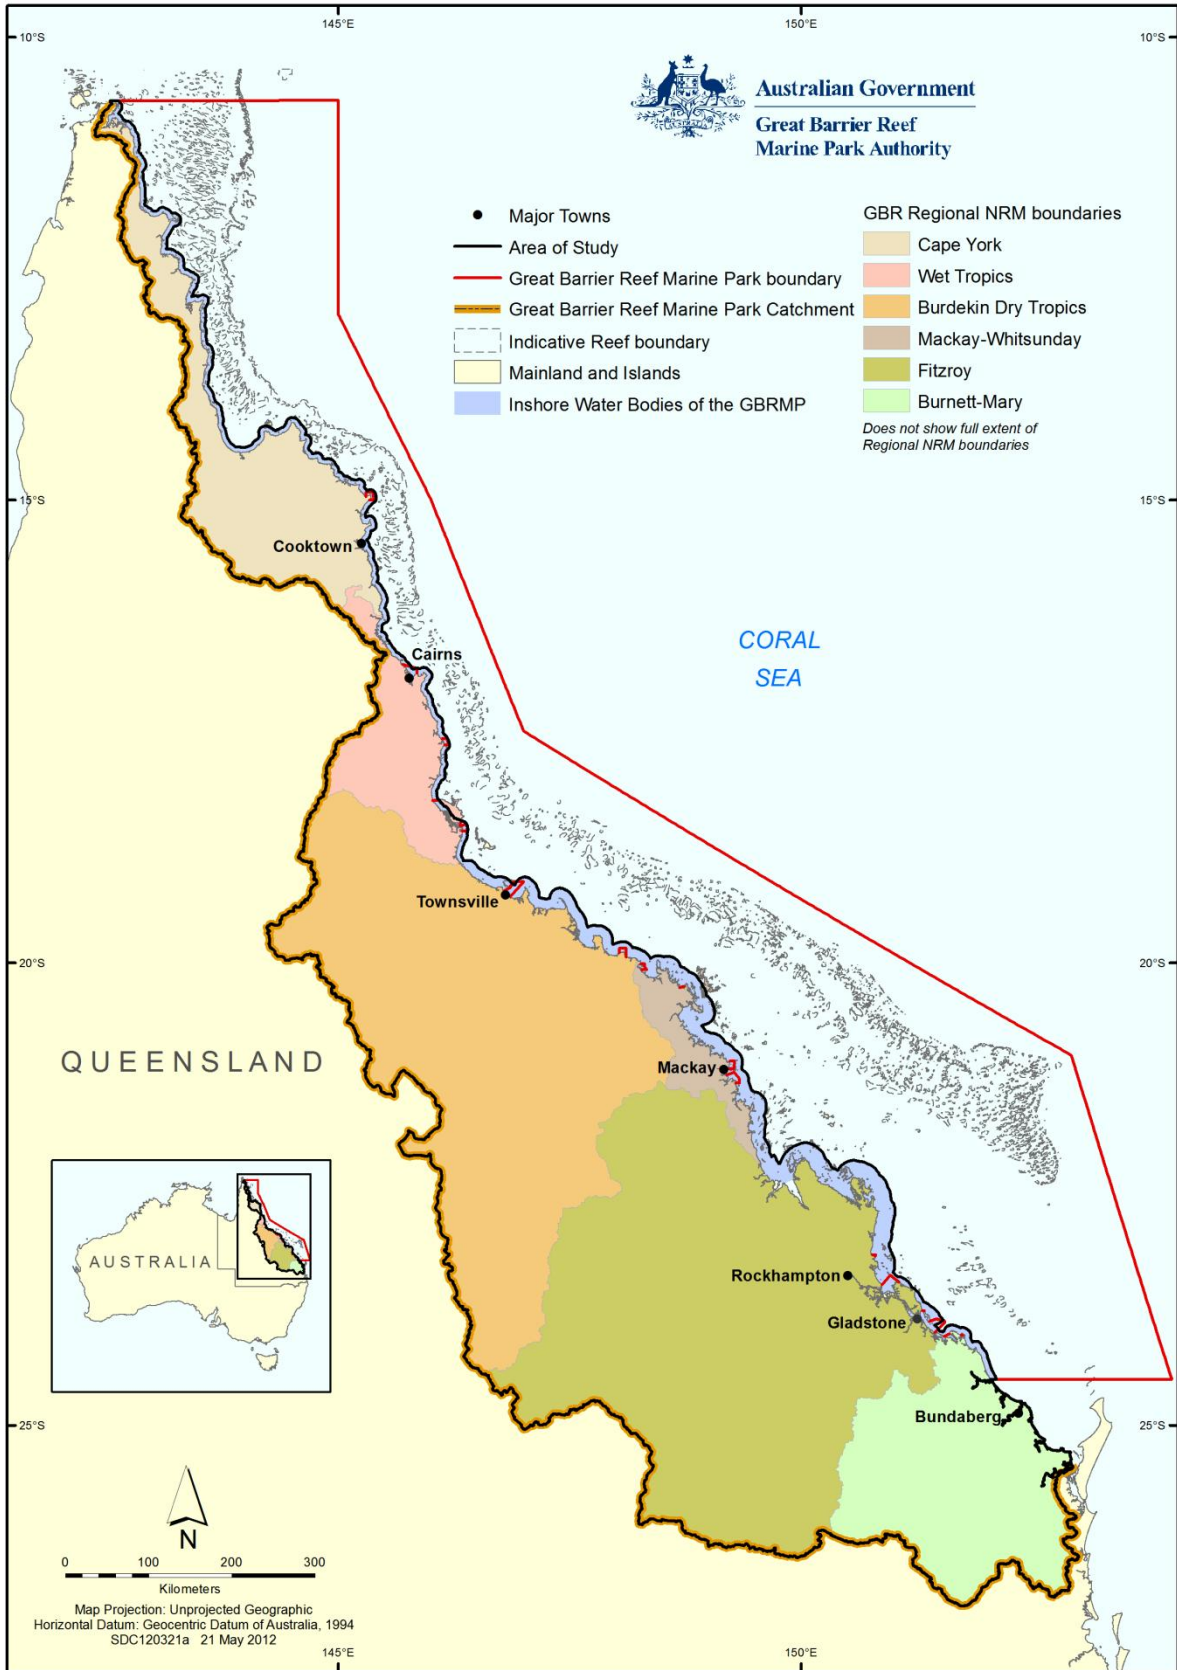 145°E
150°E
10°S
10°S
Australian Government
Great Barrier Reef
Marine Park Authority
Major Towns
Area of Study
Great Barrier Reef Marine Park boundary
Great Barrier Reef Marine Park Catchment
Indicative Reef boundary
Mainland and Islands
Inshore Water Bodies of the GBRMP
GBR Regional NRM boundaries
Cape York
Wet Tropics
Burdekin Dry Tropics
Mackay-Whitsunday
Fitzroy
Burnett-Mary
Does not show full extent of
Regional NRM boundaries
15°S
15°S
Cooktown
CORAL
SEA
Cairns
Townsville
20°S
20°S
QUEENSLAND
Mackay
AUSTRALIA
Rockhampton
Gladstone
Bundaberg
25°S
25°S
N
0 100 200 300
Kilometers
Map Projection: Unprojected Geographic
Horizontal Datum: Geocentric Datum of Australia, 1994
SDC120321a 21 May 2012
145°E
150°E